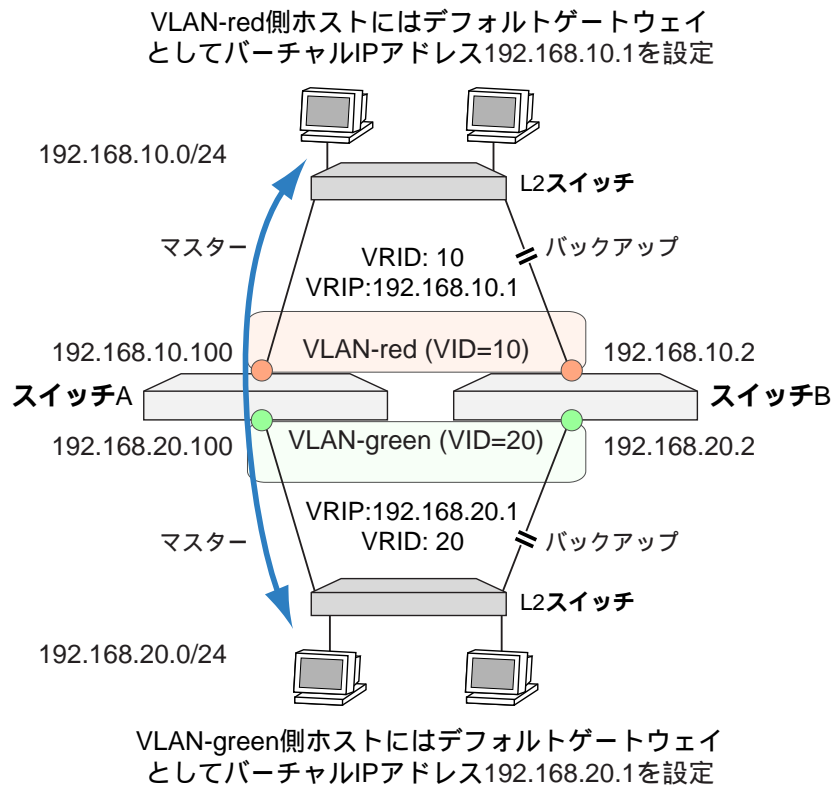 VLAN-red側ホストにはデフォルトゲートウェイ
としてバーチャルIPアドレス192.168.10.1を設定
192.168.10.0/24
L2スイッチ
マスター
バックアップ
VRID: 10
VRIP:192.168.10.1
192.168.10.100
VLAN-red (VID=10)
192.168.10.2
スイッチA
スイッチB
192.168.20.100
VLAN-green (VID=20)
192.168.20.2
VRIP:192.168.20.1
マスター
VRID: 20
バックアップ
L2スイッチ
192.168.20.0/24
VLAN-green側ホストにはデフォルトゲートウェイ
としてバーチャルIPアドレス192.168.20.1を設定